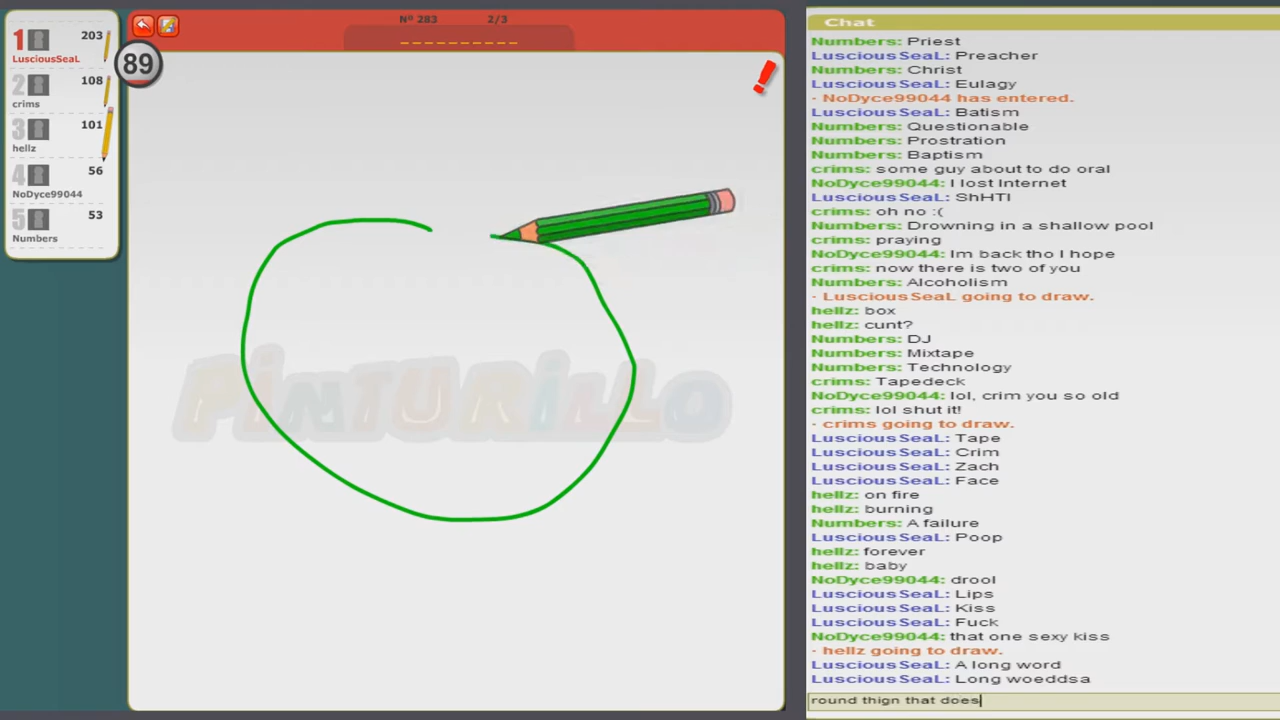 1 203
LusciousSeaL
2 108
crims
3 101
hellz
4 56
NoDyce99044
5 53
Numbers
89
Nº 283 2/3
_ _ _ _ _ _ _ _ _ _
PINTURILLO
Chat
Numbers: Priest
LusciousSeaL: Preacher
Numbers: Christ
LusciousSeaL: Eulagy
- NoDyce99044 has entered.
LusciousSeaL: Batism
Numbers: Questionable
Numbers: Prostration
Numbers: Baptism
crims: some guy about to do oral
NoDyce99044: I lost Internet
LusciousSeaL: ShHTI
crims: oh no :(
Numbers: Drowning in a shallow pool
crims: praying
NoDyce99044: Im back tho I hope
crims: now there is two of you
Numbers: Alcoholism
- LusciousSeaL going to draw.
hellz: box
hellz: cunt?
Numbers: DJ
Numbers: Mixtape
Numbers: Technology
crims: Tapedeck
NoDyce99044: lol, crim you so old
crims: lol shut it!
- crims going to draw.
LusciousSeaL: Tape
LusciousSeaL: Crim
LusciousSeaL: Zach
LusciousSeaL: Face
hellz: on fire
hellz: burning
Numbers: A failure
LusciousSeaL: Poop
hellz: forever
hellz: baby
NoDyce99044: drool
LusciousSeaL: Lips
LusciousSeaL: Kiss
LusciousSeaL: Fuck
NoDyce99044: that one sexy kiss
- hellz going to draw.
LusciousSeaL: A long word
LusciousSeaL: Long woeddsa
round thign that does